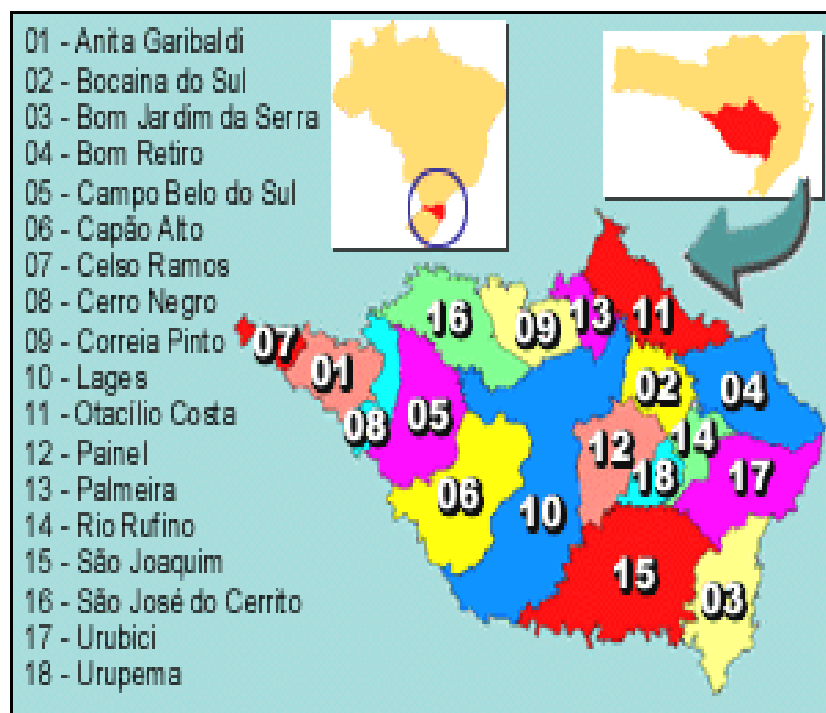 01 - Anita Garibaldi
02 - Bocaina do Sul
03 - Bom Jardim da Serra
04 - Bom Retiro
05 - Campo Belo do Sul
06 - Capão Alto
07 - Celso Ramos
08 - Cerro Negro
09 - Correia Pinto
10 - Lages
11 - Otacílio Costa
12 - Painel
13 - Palmeira
14 - Rio Rufino
15 - São Joaquim
16 - São José do Cerrito
17 - Urubici
18 - Urupema
16
09
13
11
07
01
08
05
02
04
12
14
18
17
06
10
15
03